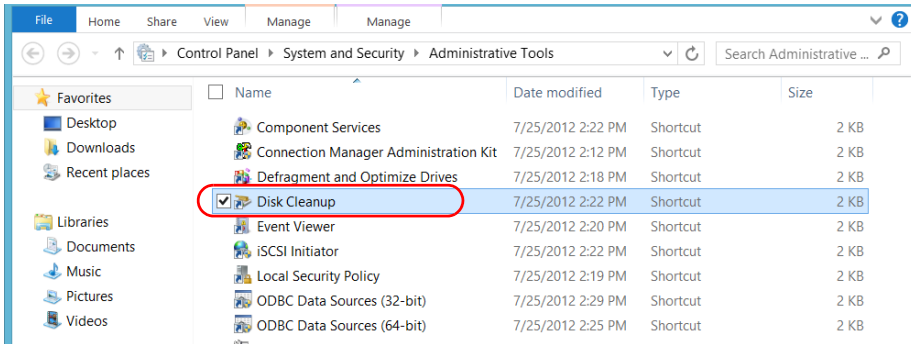 File Home Share View Manage Manage
Control Panel System and Security Administrative Tools Search Administrative ...
Name Date modified Type Size
Favorites
Desktop
Downloads
Recent places
Libraries
Documents
Music
Pictures
Videos
Component Services 7/25/2012 2:22 PM Shortcut 2 KB
Connection Manager Administration Kit 7/25/2012 2:12 PM Shortcut 2 KB
Defragment and Optimize Drives 7/25/2012 2:18 PM Shortcut 2 KB
Disk Cleanup 7/25/2012 2:22 PM Shortcut 2 KB
Event Viewer 7/25/2012 2:20 PM Shortcut 2 KB
iSCSI Initiator 7/25/2012 2:22 PM Shortcut 2 KB
Local Security Policy 7/25/2012 2:19 PM Shortcut 2 KB
ODBC Data Sources (32-bit) 7/25/2012 2:29 PM Shortcut 2 KB
ODBC Data Sources (64-bit) 7/25/2012 2:25 PM Shortcut 2 KB